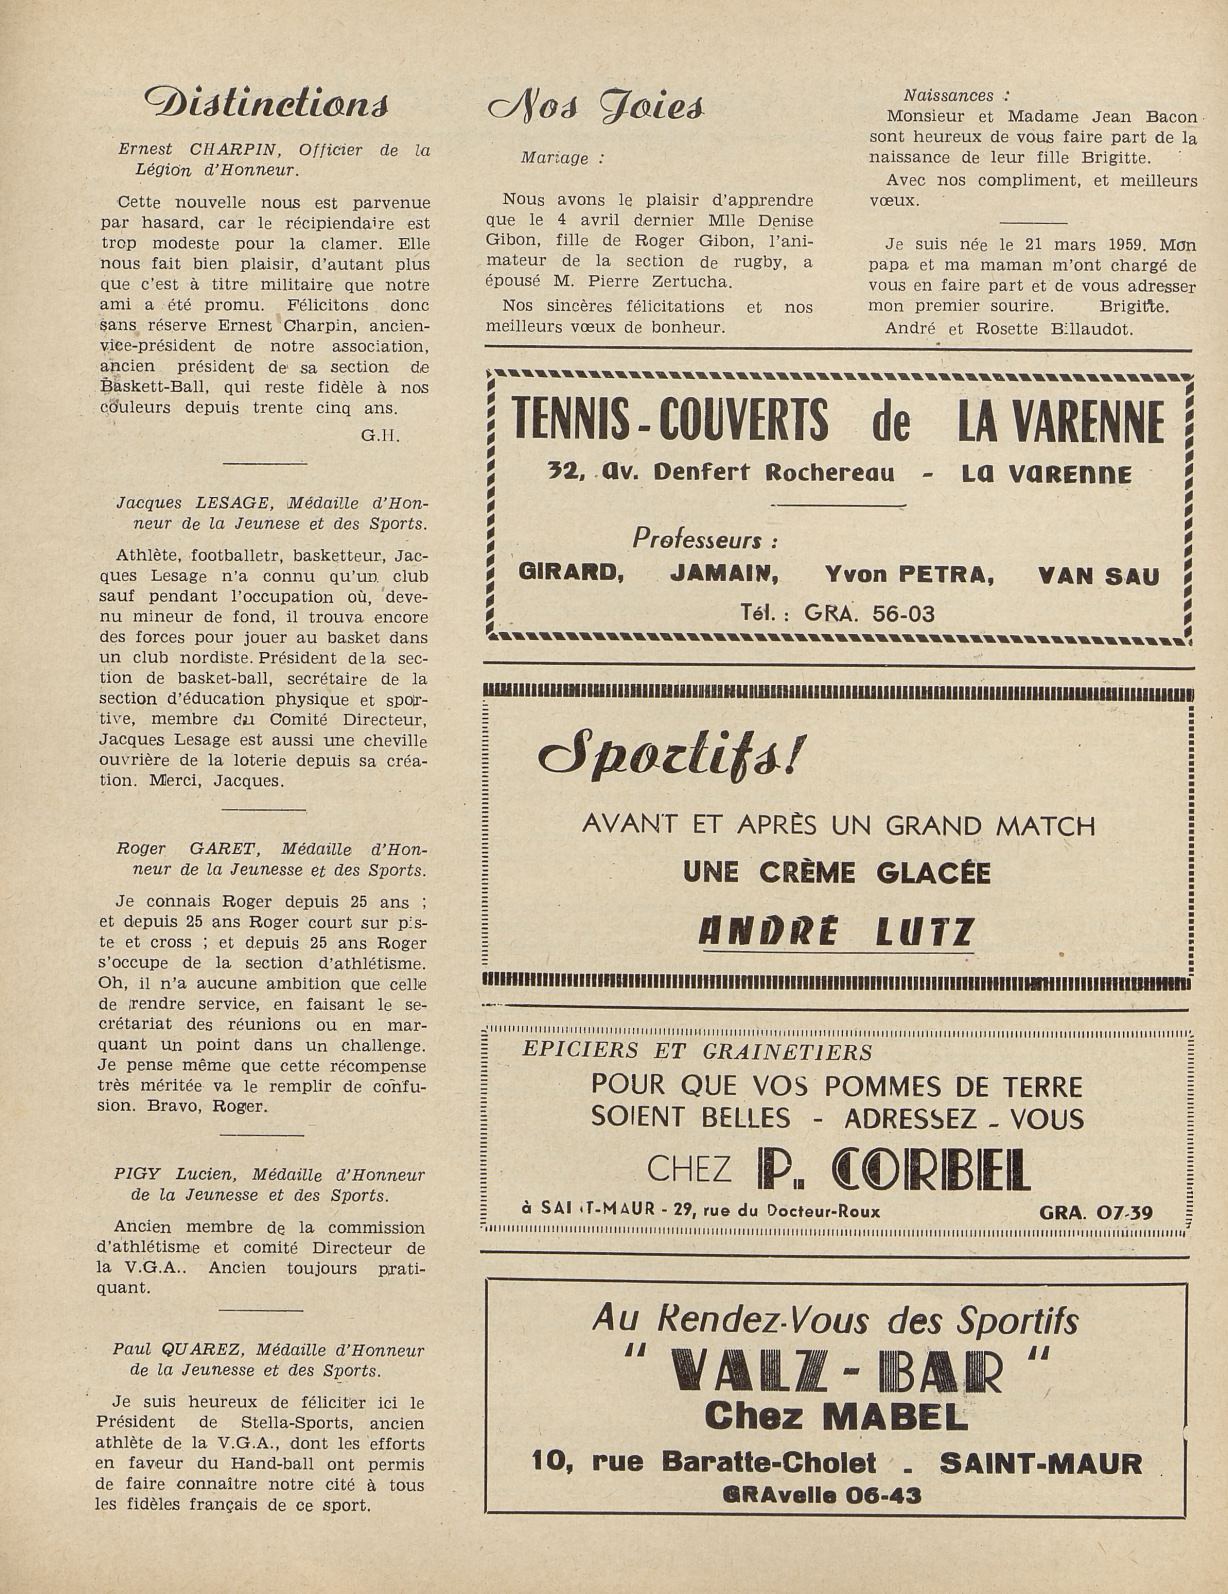 Distinctions
Ernest CHARPIN, Officier de la
Légion d'Honneur.
Cette nouvelle nous est parvenue
par hasard, car le récipiendaire est
trop modeste pour la clamer. Elle
nous fait bien plaisir, d'autant plus
que c'est à titre militaire que notre
ami a été promu. Félicitons donc
sans réserve Ernest Charpin, ancien-
vice-président de notre association,
ancien président de sa section de
Baskett-Ball, qui reste fidèle à nos
couleurs depuis trente cinq ans.
G.H.
Jacques LESAGE, Médaille d'Hon-
neur de la Jeunese et des Sports.
Athlète, footballetr, basketteur, Jac-
ques Lesage n'a connu qu'un club
sauf pendant l'occupation où, deve-
nu mineur de fond, il trouva encore
des forces pour jouer au basket dans
un club nordiste. Président de la sec-
tion de basket-ball, secrétaire de la
section d'éducation physique et spor-
tive, membre du Comité Directeur,
Jacques Lesage est aussi une cheville
ouvrière de la loterie depuis sa créa-
tion. Merci, Jacques.
Roger GARET, Médaille d'Hon-
neur de la Jeunesse et des Sports.
Je connais Roger depuis 25 ans ;
et depuis 25 ans Roger court sur pis-
te et cross ; et depuis 25 ans Roger
s'occupe de la section d'athlétisme.
Oh, il n'a aucune ambition que celle
de rendre service, en faisant le se-
crétariat des réunions ou en mar-
quant un point dans un challenge.
Je pense même que cette récompense
très méritée va le remplir de confu-
sion. Bravo, Roger.
PIGY Lucien, Médaille d'Honneur
de la Jeunesse et des Sports.
Ancien membre de la commission
d'athlétisme et comité Directeur de
la V.G.A.. Ancien toujours prati-
quant.
Paul QUAREZ, Médaille d'Honneur
de la Jeunesse et des Sports.
Je suis heureux de féliciter ici le
Président de Stella-Sports, ancien
athlète de la V.G.A., dont les efforts
en faveur du Hand-ball ont permis
de faire connaître notre cité à tous
les fidèles français de ce sport.
Nos Joies
Mariage :
Nous avons le plaisir d'apprendre
que le 4 avril dernier Mlle Denise
Gibon, fille de Roger Gibon, l'ani-
mateur de la section de rugby, a
épousé M. Pierre Zertucha.
Nos sincères félicitations et nos
meilleurs vœux de bonheur.
Naissances :
Monsieur et Madame Jean Bacon
sont heureux de vous faire part de la
naissance de leur fille Brigitte.
Avec nos compliment, et meilleurs
vœux.
Je suis née le 21 mars 1959. Mon
papa et ma maman m'ont chargé de
vous en faire part et de vous adresser
mon premier sourire. Brigitte.
André et Rosette Billaudot.
TENNIS-COUVERTS de LA VARENNE
32, av. Denfert Rochereau - La VARENNE
Professeurs :
GIRARD, JAMAIN, Yvon PETRA, VAN SAU
Tél. : GRA. 56-03
Sportifs!
AVANT ET APRÈS UN GRAND MATCH
UNE CRÈME GLACÉE
ANDRÉ LUTZ
EPICIERS ET GRAINETIERS
POUR QUE VOS POMMES DE TERRE
SOIENT BELLES - ADRESSEZ-VOUS
CHEZ P. CORBEL
à SAINT-MAUR - 29, rue du Docteur-Roux GRA. 07-39
Au Rendez-Vous des Sportifs
" VALZ-BAR "
Chez MABEL
10, rue Baratte-Cholet - SAINT-MAUR
GRAvelle 06-43